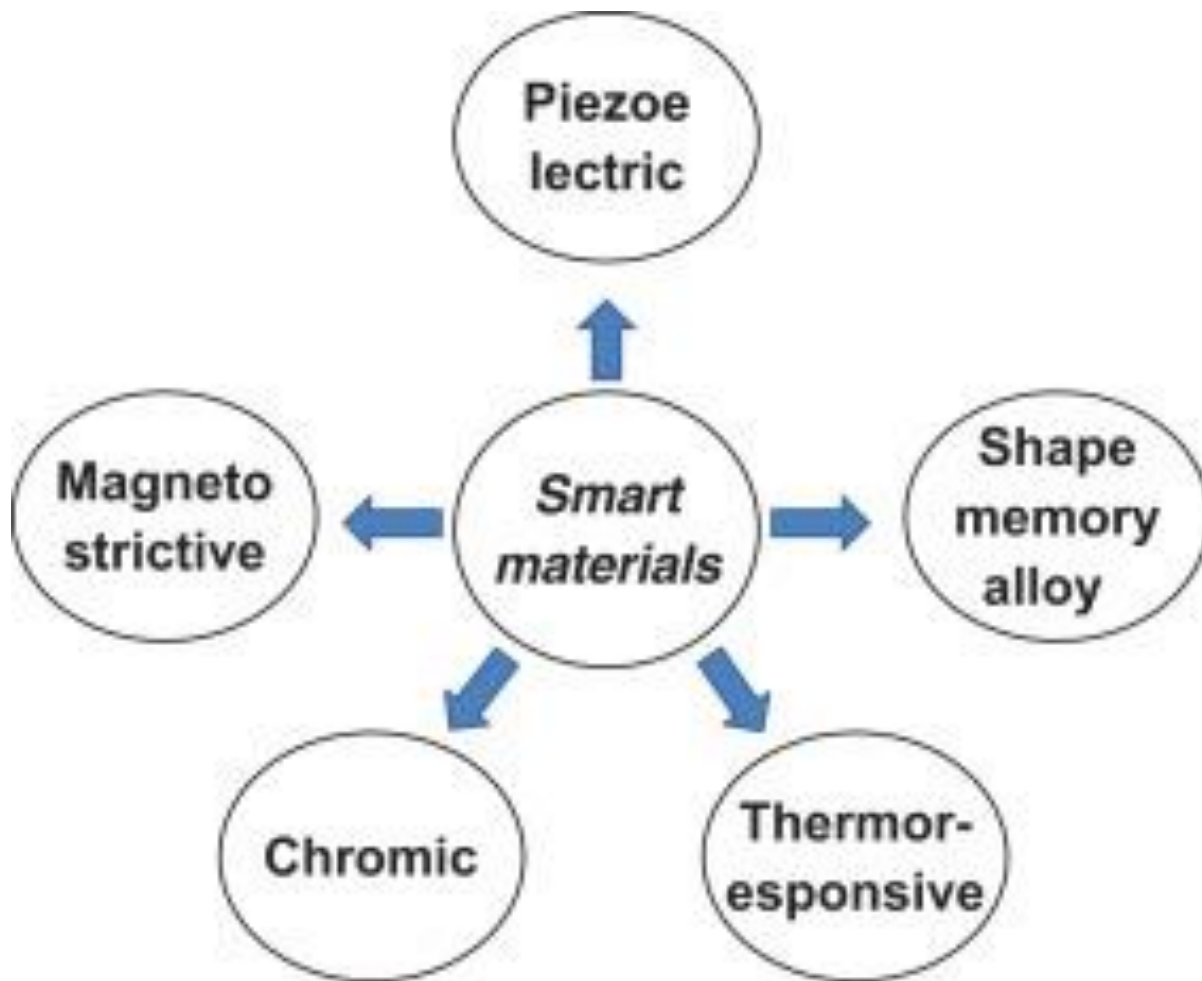 Piezoe
lectric
Magneto
strictive
Smart
materials
Shape
memory
alloy
Chromic
Thermor-
esponsive